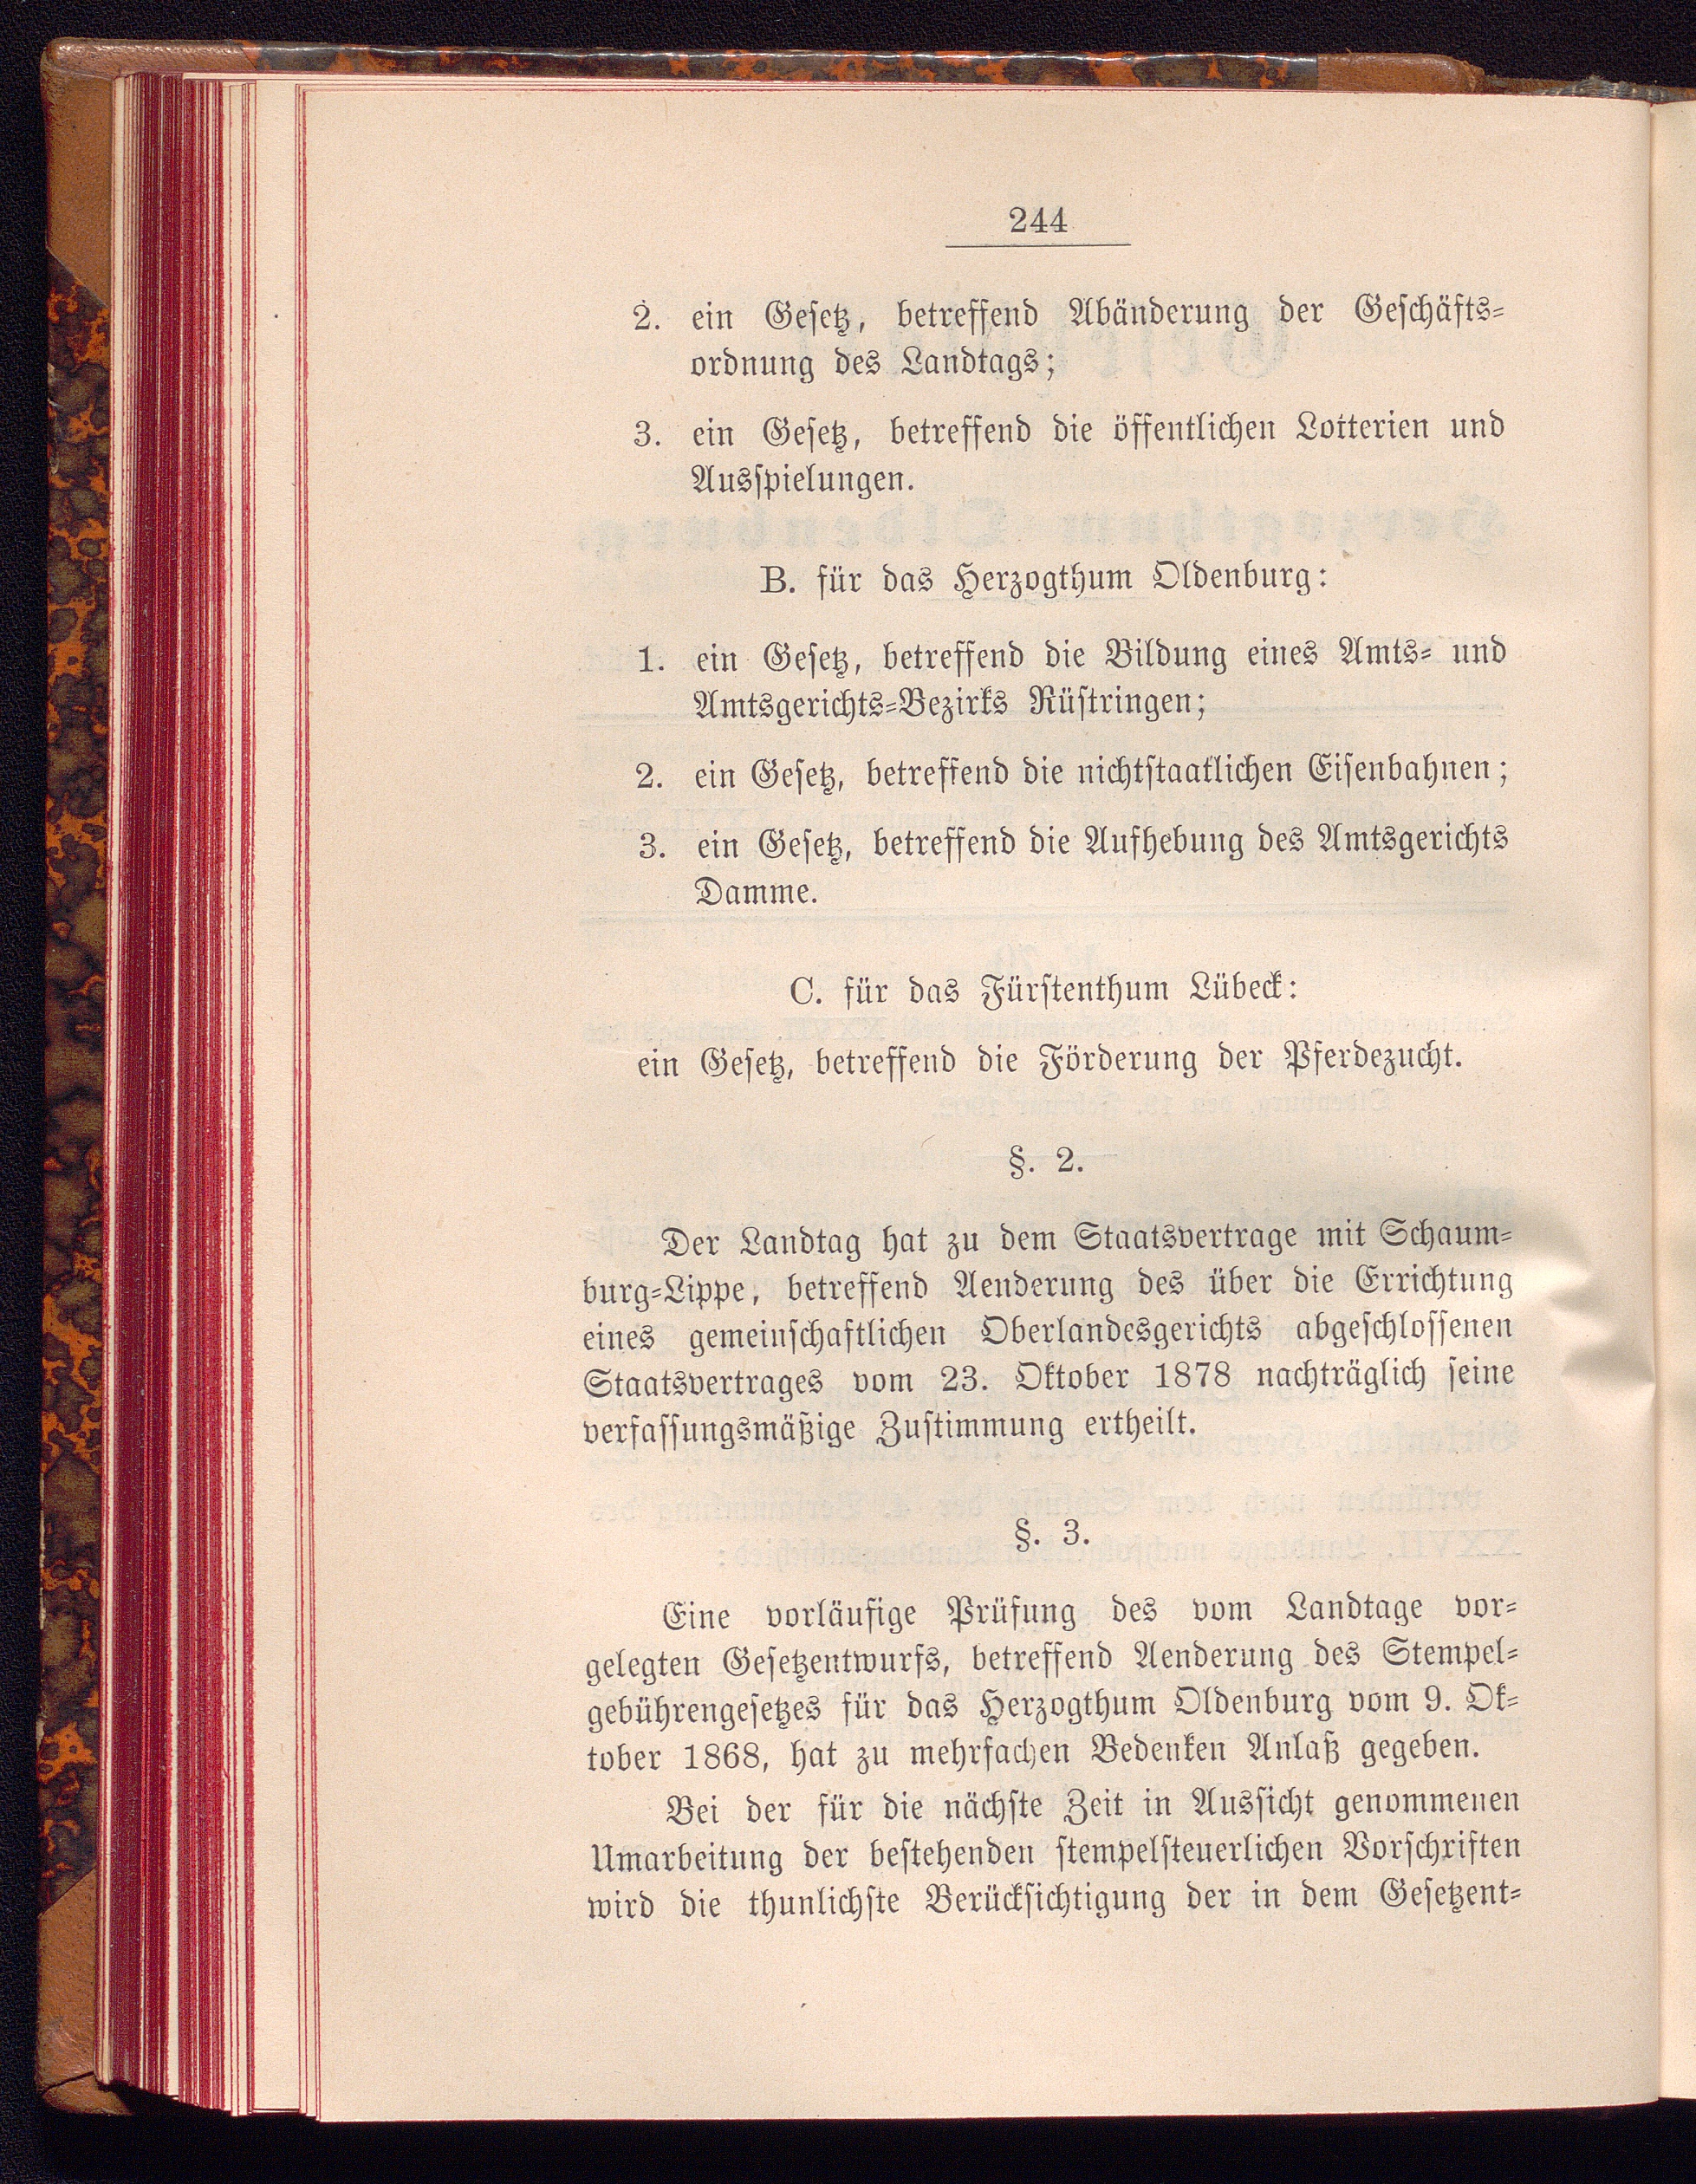 244
2. ein Gesetz, betreffend Abänderung der Geschäfts-
ordnung des Landtags;
3. ein Gesetz, betreffend die öffentlichen Lotterien und
Ausspielungen.
B. für das Herzogthum Oldenburg:
1. ein Gesetz, betreffend die Bildung eines Amts- und
Amtsgerichts-Bezirks Rüstringen;
2. ein Gesetz, betreffend die nichtstaatlichen Eisenbahnen;
3. ein Gesetz, betreffend die Aufhebung des Amtsgerichts
Damme.
C. für das Fürstenthum Lübeck:
ein Gesetz, betreffend die Förderung der Pferdezucht.
§. 2.
Der Landtag hat zu dem Staatsvertrage mit Schaum-
burg-Lippe, betreffend Aenderung des über die Errichtung
eines gemeinschaftlichen Oberlandesgerichts abgeschlossenen
Staatsvertrages vom 23. Oktober 1878 nachträglich seine
verfassungsmäßige Zustimmung ertheilt.
§. 3.
Eine vorläufige Prüfung des vom Landtage vor-
gelegten Gesetzentwurfs, betreffend Aenderung des Stempel-
gebührengesetzes für das Herzogthum Oldenburg vom 9. Ok-
tober 1868, hat zu mehrfachen Bedenken Anlaß gegeben.
Bei der für die nächste Zeit in Aussicht genommenen
Umarbeitung der bestehenden stempelsteuerlichen Vorschriften
wird die thunlichste Berücksichtigung der in dem Gesetzent-